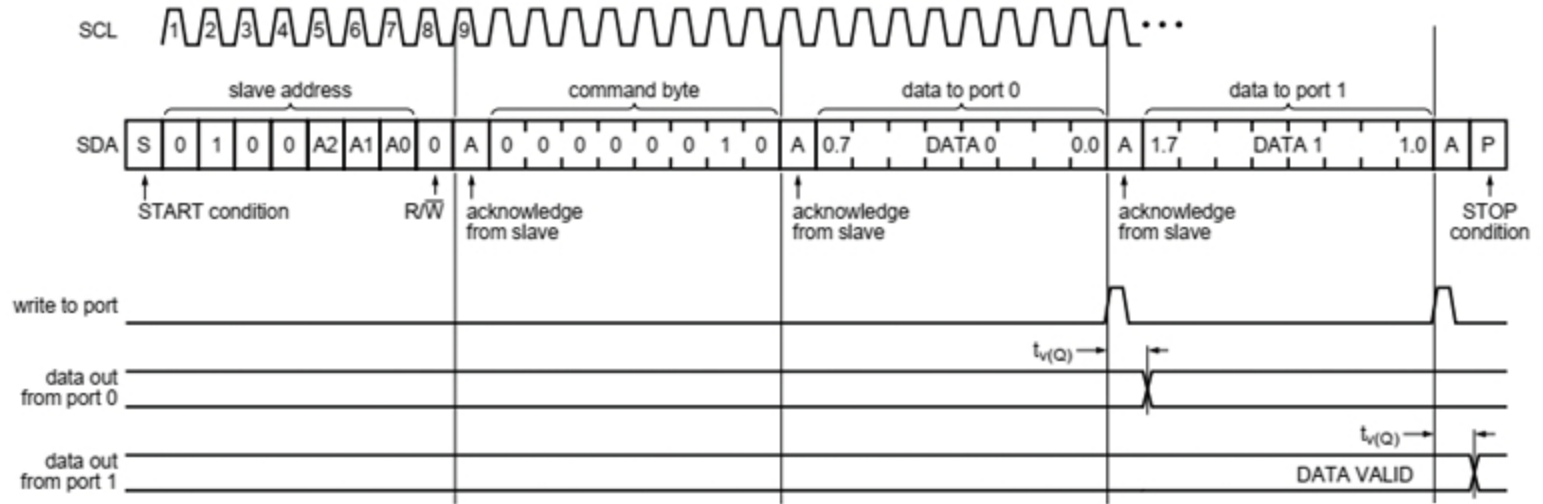 SCL 1 2 3 4 5 6 7 8 9 •••
slave address command byte data to port 0 data to port 1
SDA S 0 1 0 0 A2 A1 A0 0 A 0 0 0 0 0 0 1 0 A 0.7 DATA 0 0.0 A 1.7 DATA 1 1.0 A P
START condition R/W̅ acknowledge acknowledge acknowledge STOP
from slave from slave from slave condition
write to port
tv(Q)
data out
from port 0
tv(Q)
data out
from port 1 DATA VALID